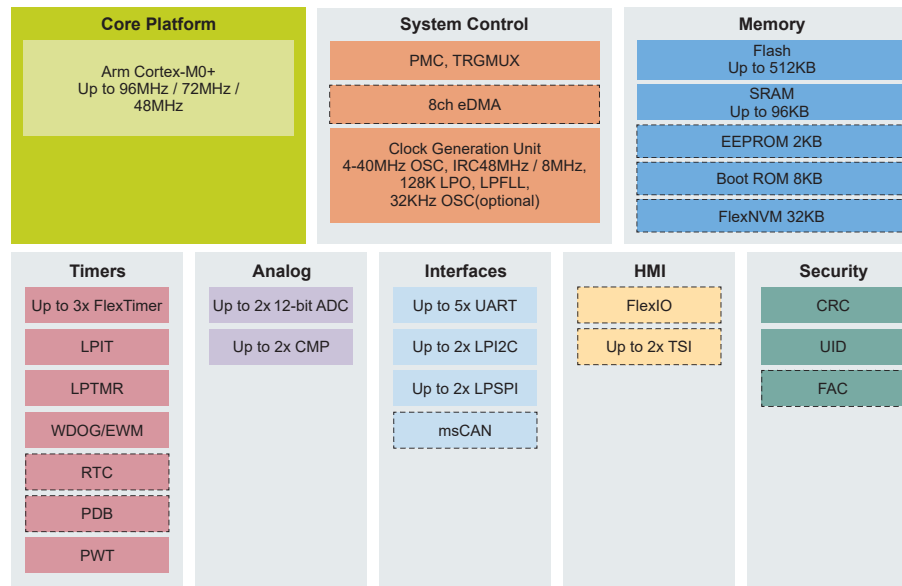 Core Platform
Arm Cortex-M0+
Up to 96MHz / 72MHz /
48MHz
System Control
PMC, TRGMUX
8ch eDMA
Clock Generation Unit
4-40MHz OSC, IRC48MHz / 8MHz,
128K LPO, LPFLL,
32KHz OSC(optional)
Memory
Flash
Up to 512KB
SRAM
Up to 96KB
EEPROM 2KB
Boot ROM 8KB
FlexNVM 32KB
Timers
Up to 3x FlexTimer
LPIT
LPTMR
WDOG/EWM
RTC
PDB
PWT
Analog
Up to 2x 12-bit ADC
Up to 2x CMP
Interfaces
Up to 5x UART
Up to 2x LPI2C
Up to 2x LPSPI
msCAN
HMI
FlexIO
Up to 2x TSI
Security
CRC
UID
FAC